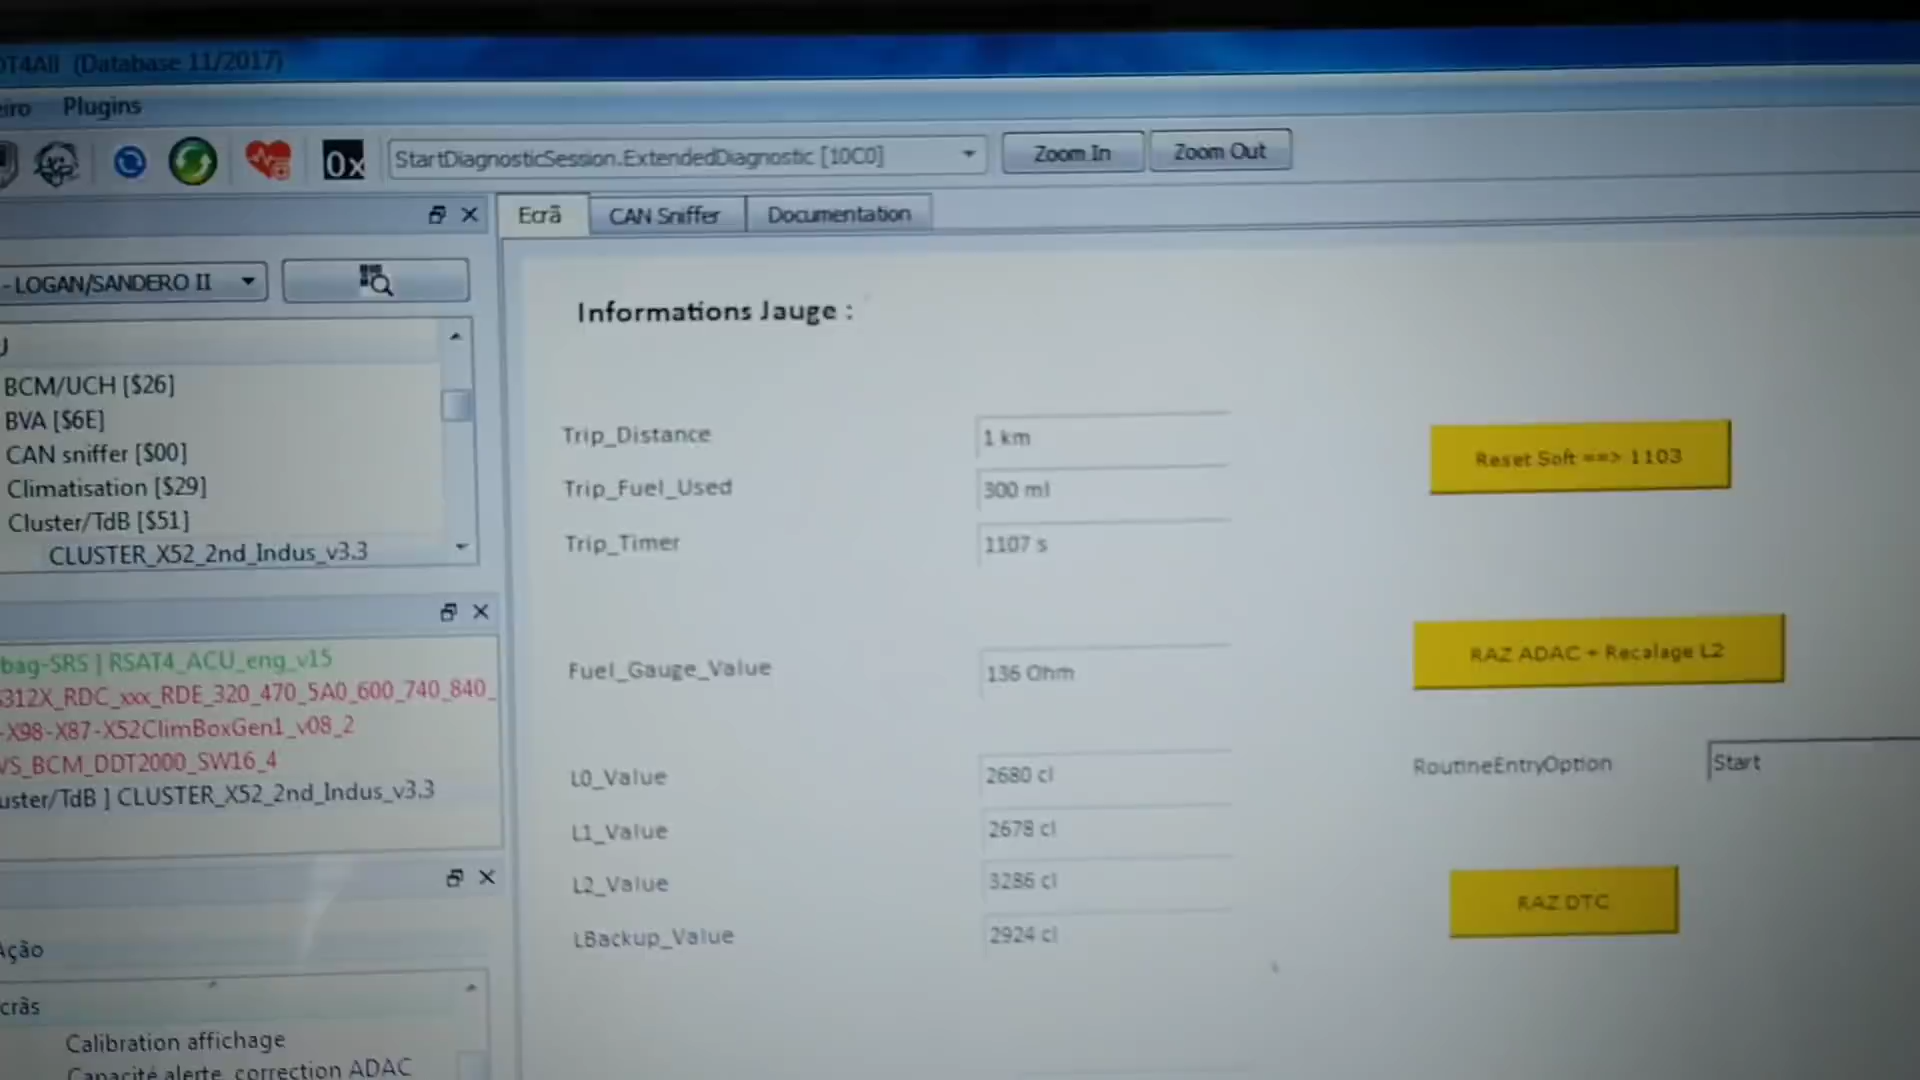 DT4All (Database 11/2017)
eiro Plugins
0x StartDiagnosticSession.ExtendedDiagnostic [10C0] Zoom In Zoom Out
Ecrã CAN Sniffer Documentation
- LOGAN/SANDERO II
BCM/UCH [$26]
BVA [$6E]
CAN sniffer [$00]
Climatisation [$29]
Cluster/TdB [$51]
CLUSTER_X52_2nd_Indus_v3.3
bag-SRS ] RSAT4_ACU_eng_v15
312X_RDC_xxx_RDE_320_470_5A0_600_740_840_
-X98-X87-X52ClimBoxGen1_v08_2
VS_BCM_DDT2000_SW16_4
uster/TdB ] CLUSTER_X52_2nd_Indus_v3.3
Ação
crãs
Calibration affichage
Capacité alerte, correction ADAC
Informations Jauge :
Trip_Distance 1 km
Trip_Fuel_Used 300 ml
Trip_Timer 1107 s
Fuel_Gauge_Value 136 Ohm
L0_Value 2680 cl
L1_Value 2678 cl
L2_Value 3286 cl
LBackup_Value 2924 cl
Reset Soft ==> 1103
RAZ ADAC + Recalage L2
RoutineEntryOption Start
RAZ DTC